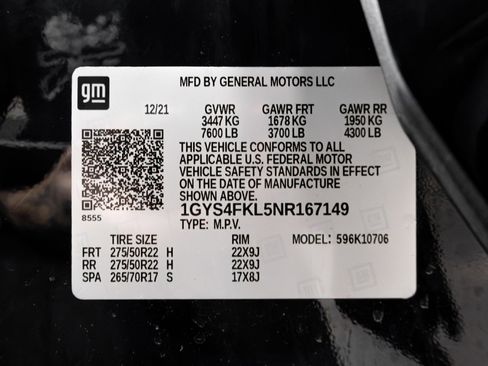 gm
MFD BY GENERAL MOTORS LLC
12/21 GVWR GAWR FRT GAWR RR
3447 KG 1678 KG 1950 KG
7600 LB 3700 LB 4300 LB
THIS VEHICLE CONFORMS TO ALL
APPLICABLE U.S. FEDERAL MOTOR
VEHICLE SAFETY STANDARDS IN EFFECT
ON THE DATE OF MANUFACTURE
SHOWN ABOVE.
8555
1GYS4FKL5NR167149
TYPE: M.P.V.
TIRE SIZE RIM MODEL: 596K10706
FRT 275/50R22 H 22X9J
RR 275/50R22 H 22X9J
SPA 265/70R17 S 17X8J